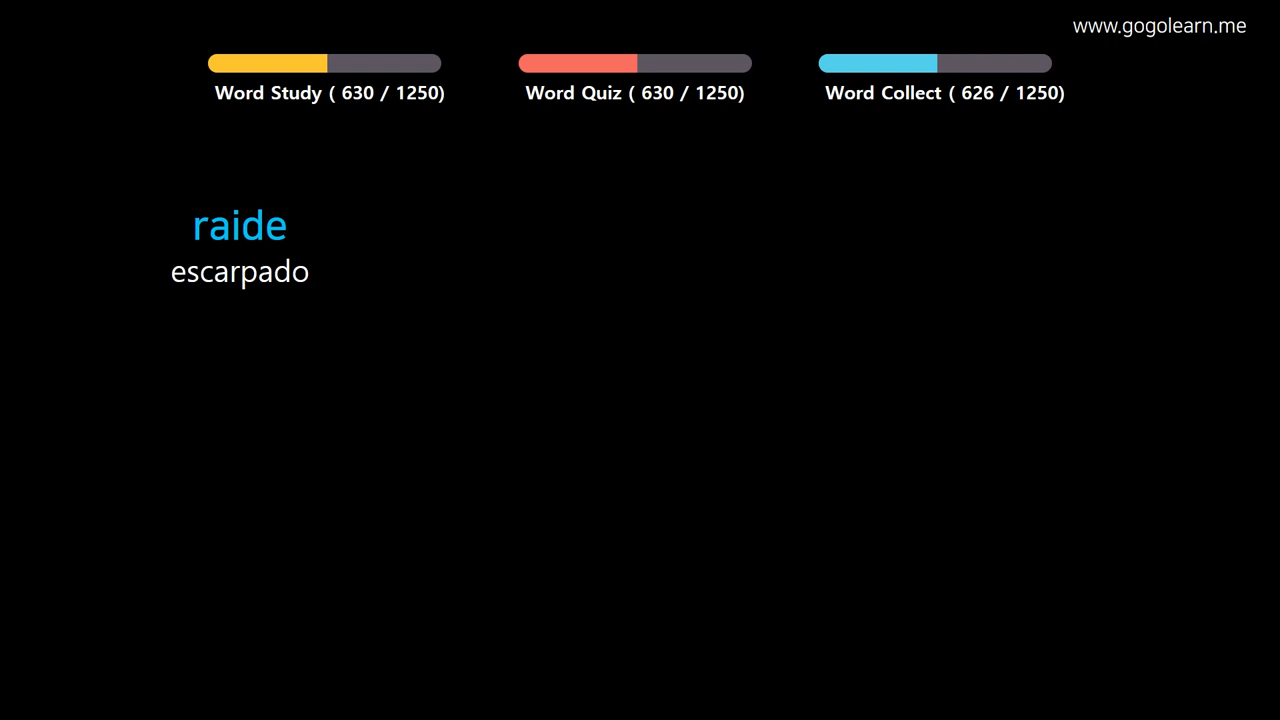 www.gogolearn.me
Word Study ( 630 / 1250)
Word Quiz ( 630 / 1250)
Word Collect ( 626 / 1250)
raide
escarpado